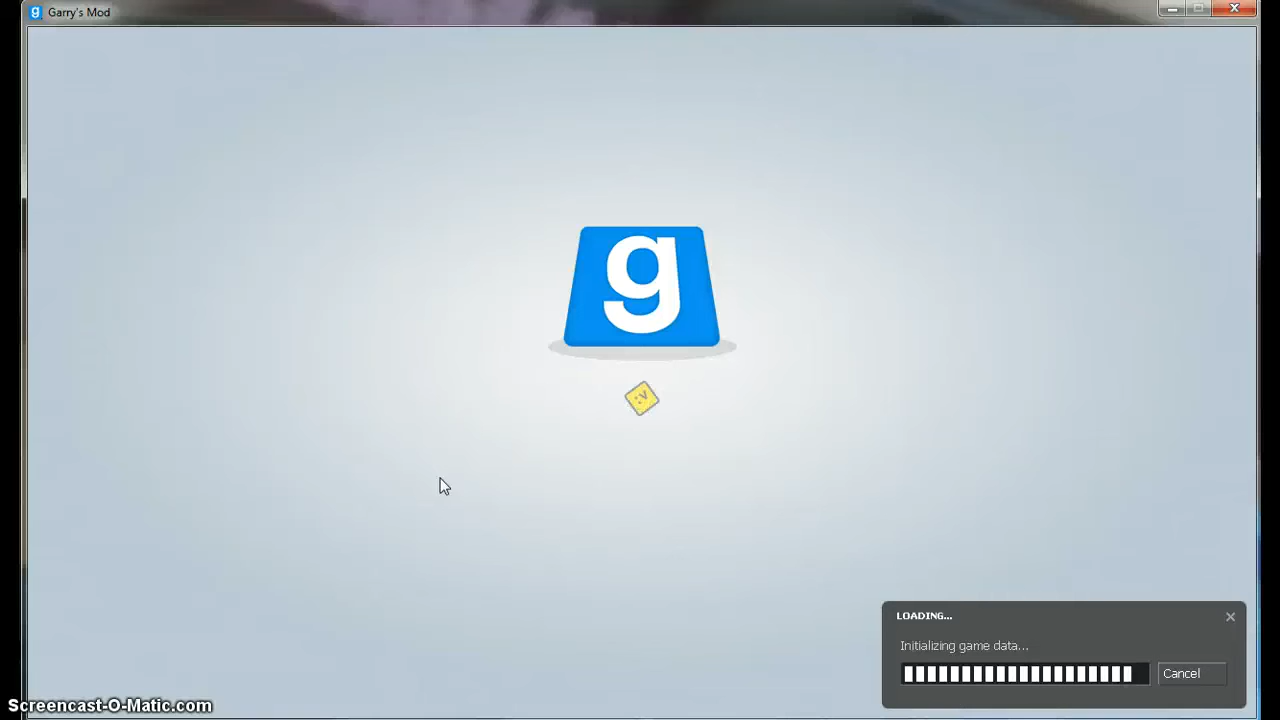 g Garry's Mod
g
:v
LOADING...
Initializing game data...
Cancel
Screencast-O-Matic.com